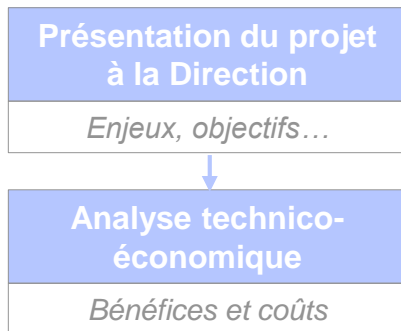 Présentation du projet
à la Direction
Enjeux, objectifs…
Analyse technico-
économique
Bénéfices et coûts